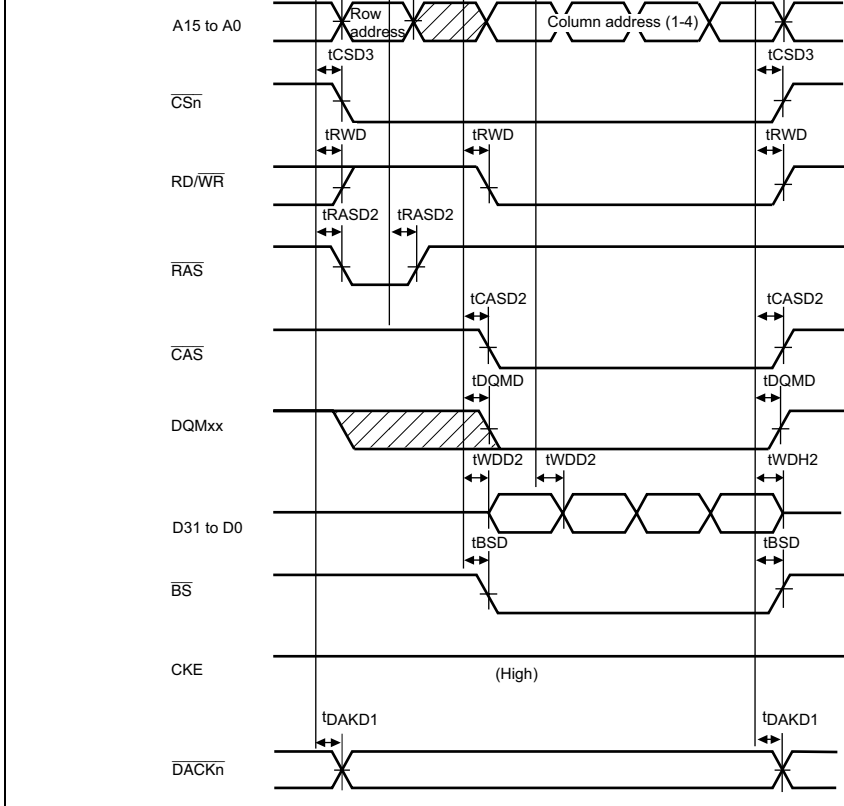 A15 to A0
Row address
Column address (1-4)
tCSD3 tCSD3
CSn
tRWD tRWD tRWD
RD/WR
tRASD2 tRASD2
RAS
tCASD2 tCASD2
CAS
tDQMD tDQMD
DQMxx
tWDD2 tWDD2 tWDH2
D31 to D0
tBSD tBSD
BS
CKE
(High)
tDAKD1 tDAKD1
DACKn